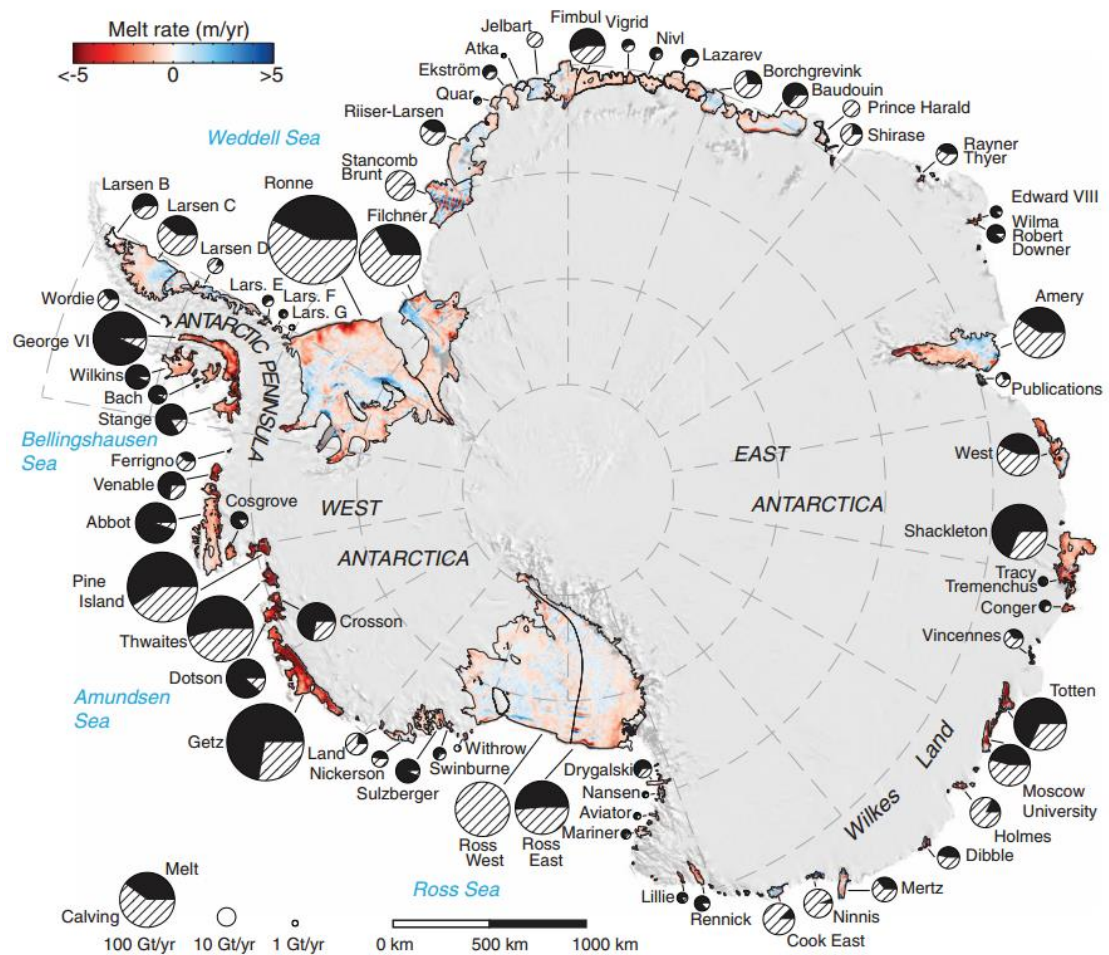 Melt rate (m/yr)
<-5
0
>5
Jelbart
Atka
Ekström
Quar
Riiser-Larsen
Stancomb
Brunt
Fimbul
Vigrid
Nivl
Lazarev
Borchgrevink
Baudouin
Prince Harald
Shirase
Rayner
Thyer
Edward VIII
Wilma
Robert
Downer
Amery
Publications
West
Shackleton
Tracy
Tremenchus
Conger
Vincennes
Totten
Moscow
University
Holmes
Dibble
Mertz
Ninnis
Cook East
Rennick
Lillie
Weddell Sea
Larsen B
Larsen C
Larsen D
Lars. E
Lars. F
Lars. G
Ronne
Filchner
Wordie
George VI
Wilkins
Bach
Stange
ANTARCTIC PENINSULA
Bellingshausen
Sea
Ferrigno
Venable
Abbot
Cosgrove
Pine
Island
Thwaites
Crosson
Dotson
Amundsen
Sea
Getz
Land
Nickerson
Sulzberger
Swinburne
Withrow
Ross
West
Ross
East
Drygalski
Nansen
Aviator
Mariner
Ross Sea
WEST
ANTARCTICA
EAST
ANTARCTICA
Wilkes
Land
Melt
Calving
100 Gt/yr
10 Gt/yr
1 Gt/yr
0 km
500 km
1000 km